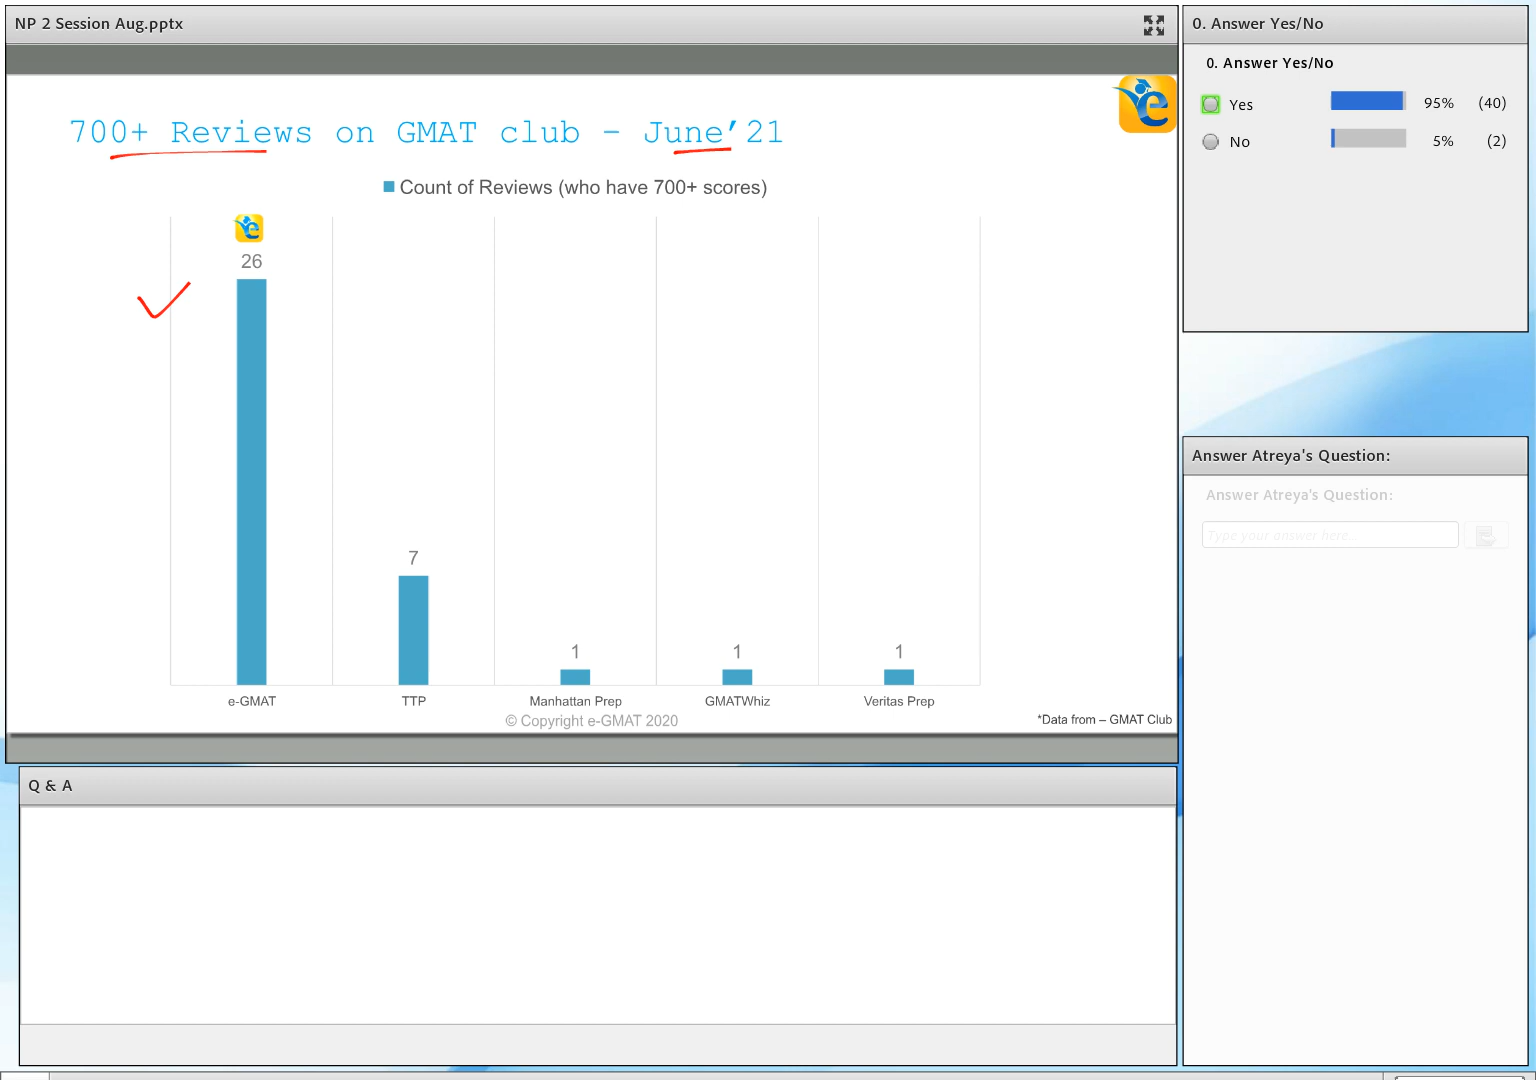 NP 2 Session Aug.pptx
700+ Reviews on GMAT club – June'21
Count of Reviews (who have 700+ scores)
26
7
1
1
1
e-GMAT
TTP
Manhattan Prep
GMATWhiz
Veritas Prep
© Copyright e-GMAT 2020
*Data from – GMAT Club
0. Answer Yes/No
0. Answer Yes/No
Yes 95% (40)
No 5% (2)
Answer Atreya's Question:
Answer Atreya's Question:
Type your answer here...
Q & A